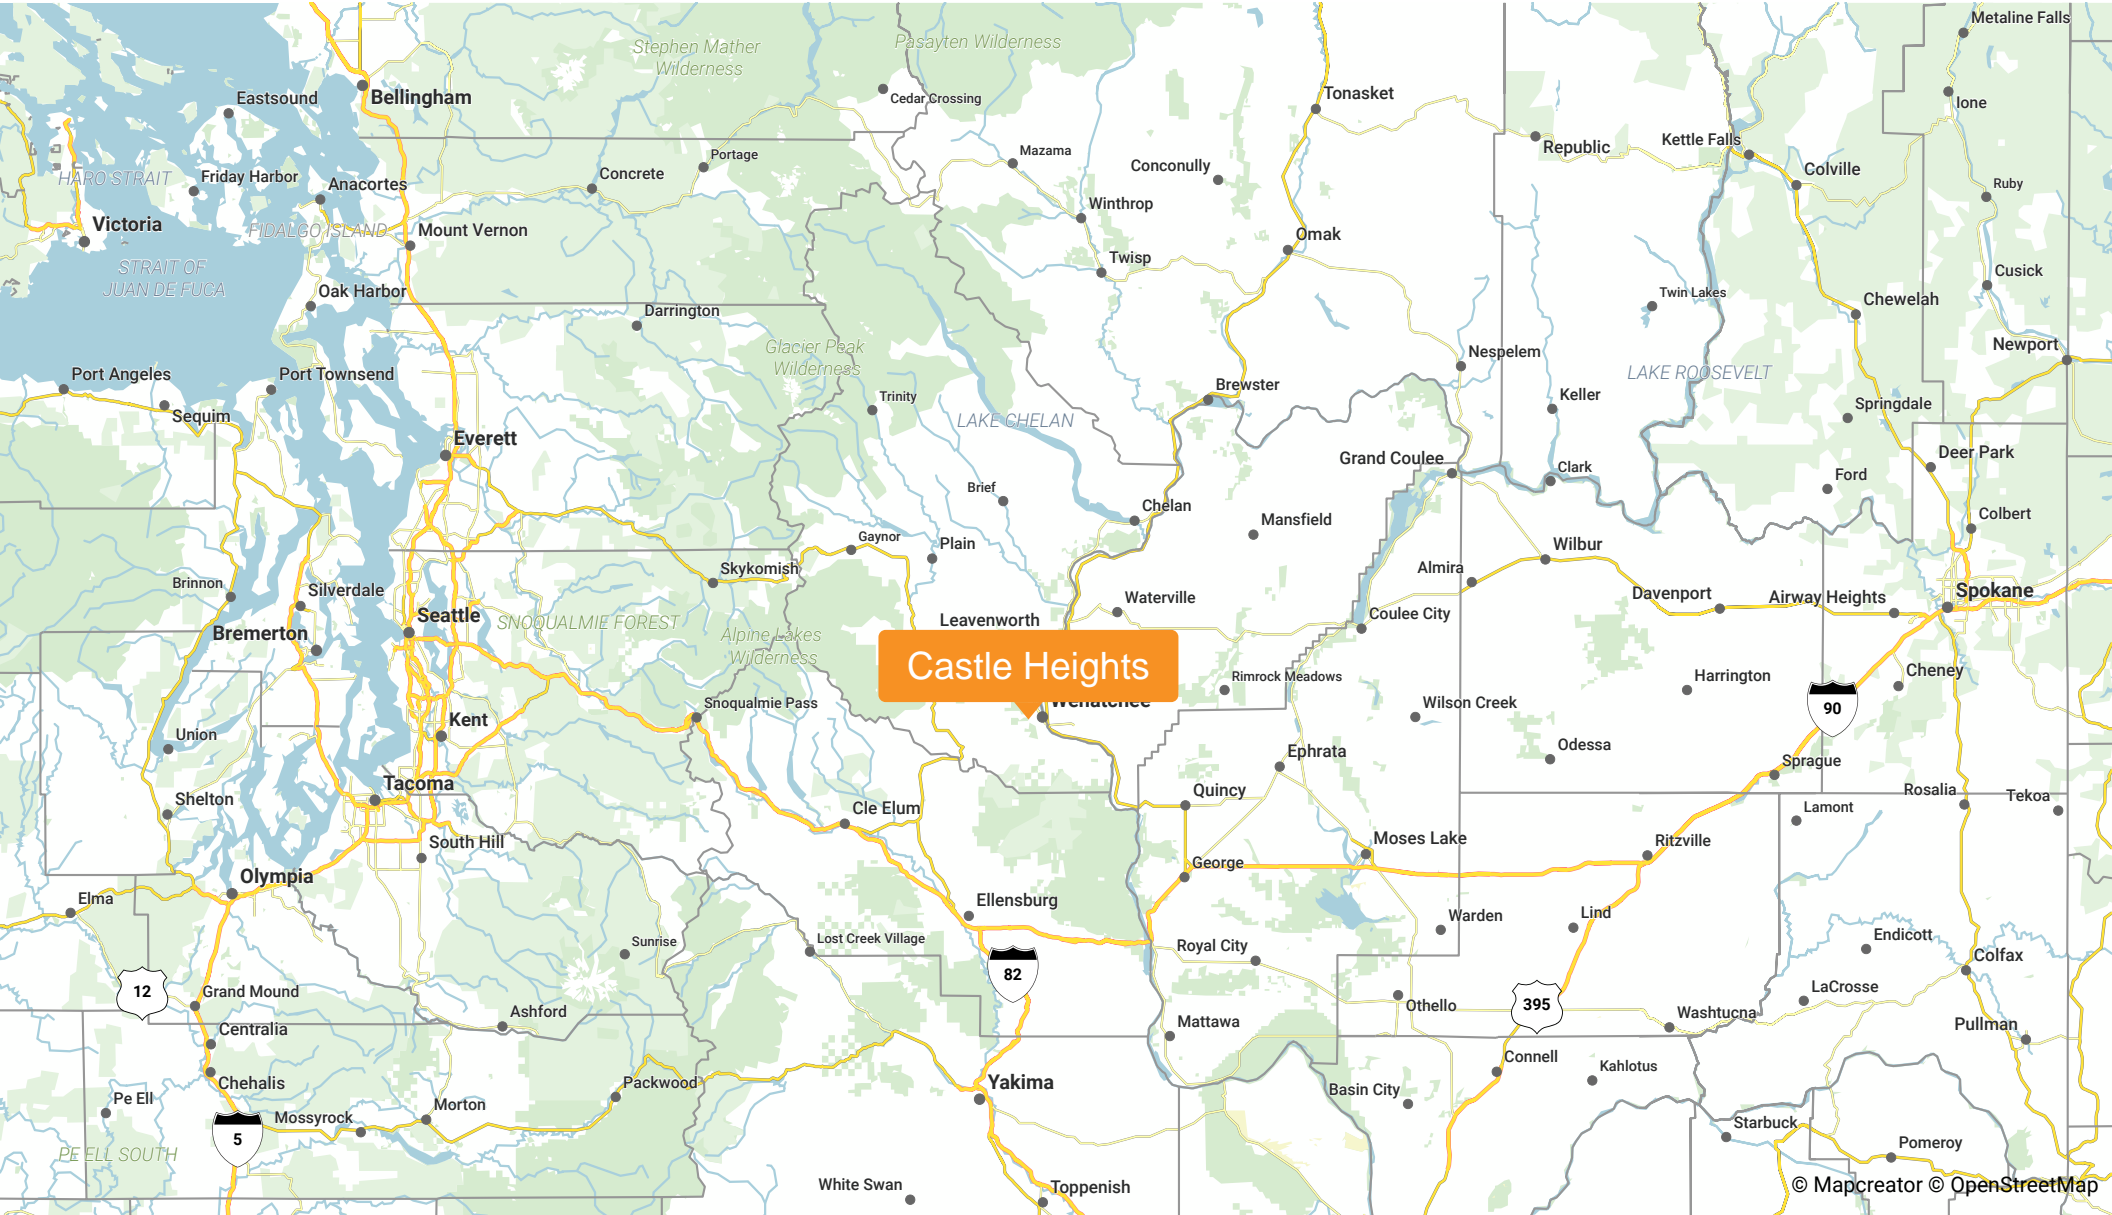 Metaline Falls
Stephen Mather
Wilderness
Pasayten Wilderness
Eastsound
Bellingham
Cedar Crossing
Tonasket
Ione
Republic
Kettle Falls
Colville
Mazama
Portage
Concrete
Conconully
HARO STRAIT
Friday Harbor
Anacortes
Ruby
Winthrop
Victoria
FIDALGO ISLAND
Mount Vernon
Omak
Twisp
STRAIT OF
JUAN DE FUCA
Cusick
Oak Harbor
Twin Lakes
Chewelah
Darrington
Glacier Peak
Wilderness
Nespelem
Newport
Port Angeles
Port Townsend
LAKE ROOSEVELT
Brewster
Trinity
Keller
Springdale
Sequim
LAKE CHELAN
Everett
Grand Coulee
Deer Park
Clark
Ford
Brief
Chelan
Mansfield
Colbert
Gaynor
Plain
Wilbur
Skykomish
Almira
Brinnon
Silverdale
Waterville
Davenport
Airway Heights
Spokane
Seattle
SNOQUALMIE FOREST
Leavenworth
Coulee City
Bremerton
Alpine Lakes
Wilderness
Castle Heights
Rimrock Meadows
Harrington
Cheney
Wenatchee
Snoqualmie Pass
Wilson Creek
90
Kent
Union
Ephrata
Odessa
Sprague
Tacoma
Quincy
Rosalia
Tekoa
Shelton
Cle Elum
Lamont
South Hill
Moses Lake
Ritzville
George
Olympia
Elma
Ellensburg
Warden
Lind
Sunrise
Lost Creek Village
Royal City
Endicott
Colfax
82
12
Grand Mound
395
LaCrosse
Ashford
Othello
Washtucna
Centralia
Mattawa
Pullman
Connell
Kahlotus
Chehalis
Packwood
Yakima
Basin City
Pe Ell
Mossyrock
Morton
Starbuck
5
PE ELL SOUTH
Pomeroy
White Swan
Toppenish
© Mapcreator © OpenStreetMap